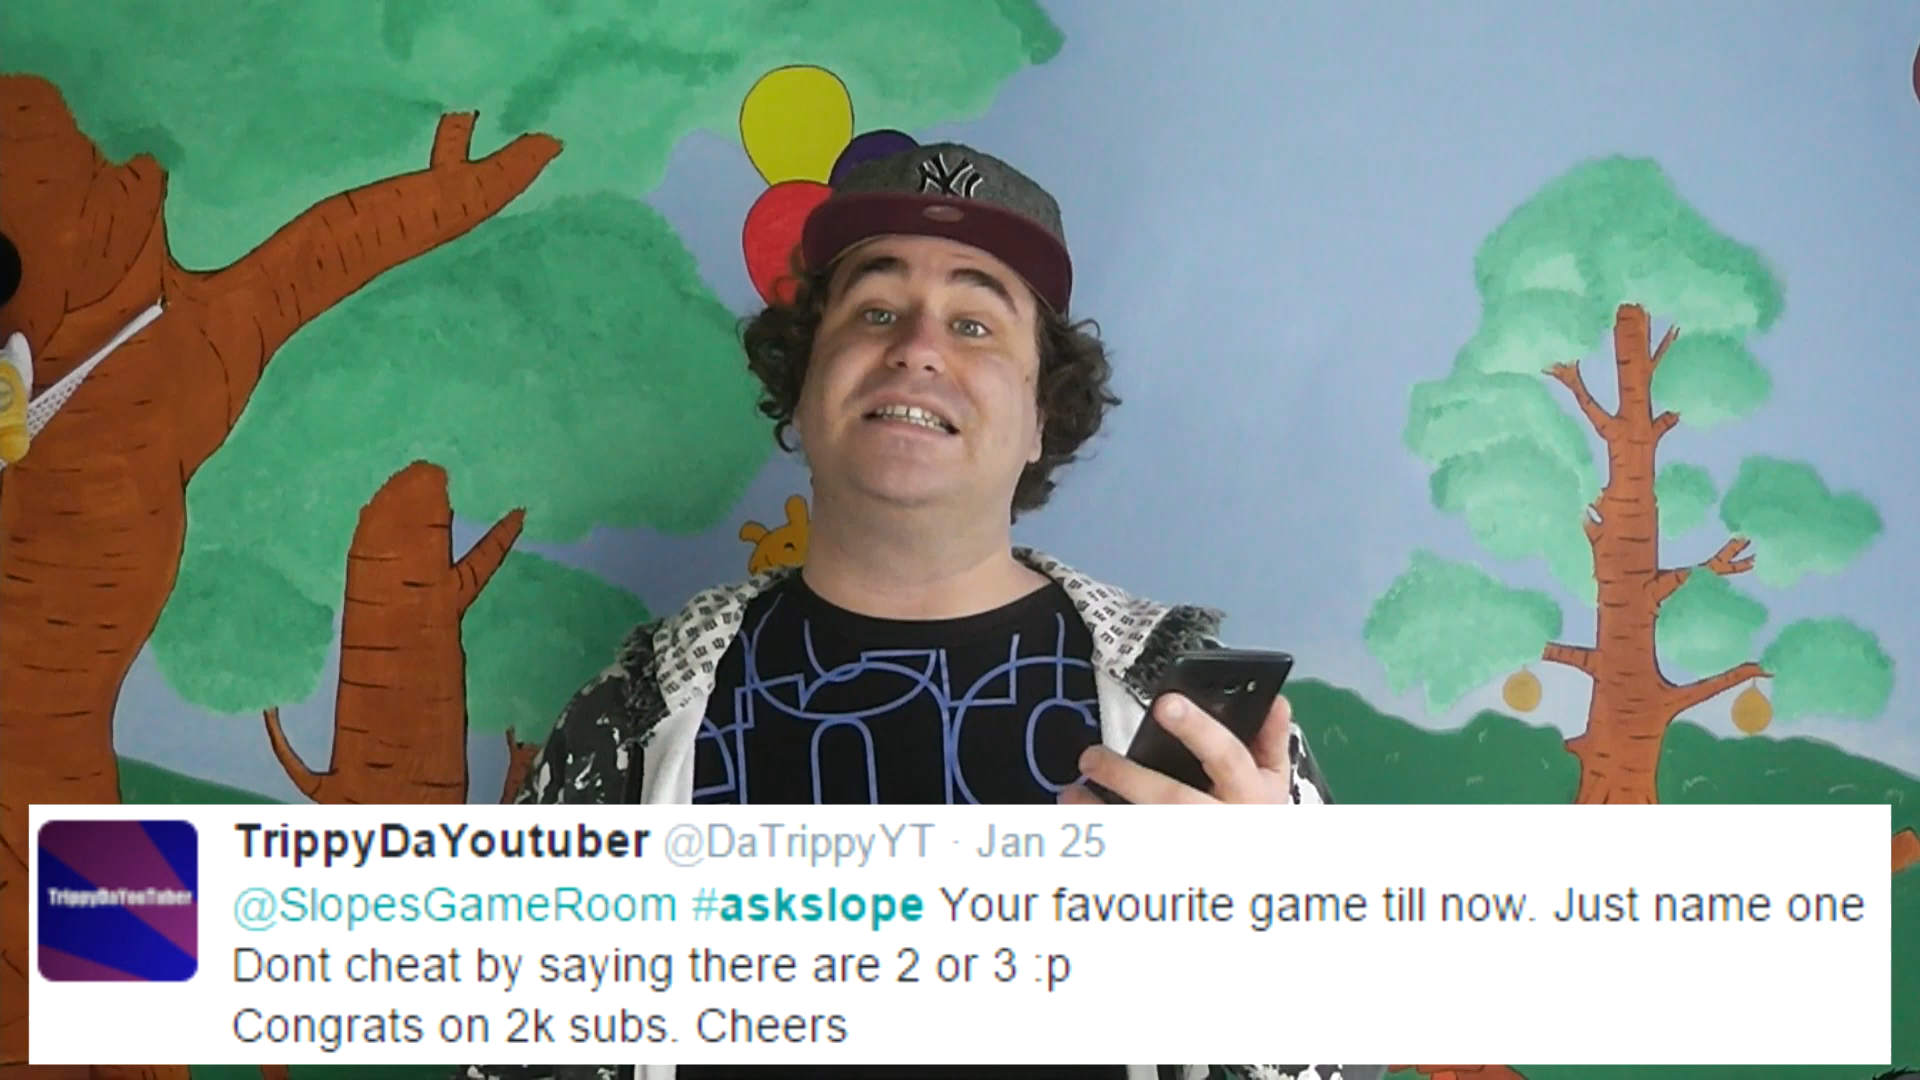 NY
TrippyDaYouTuber
TrippyDaYoutuber @DaTrippyYT · Jan 25
@SlopesGameRoom #askslope Your favourite game till now. Just name one
Dont cheat by saying there are 2 or 3 :p
Congrats on 2k subs. Cheers